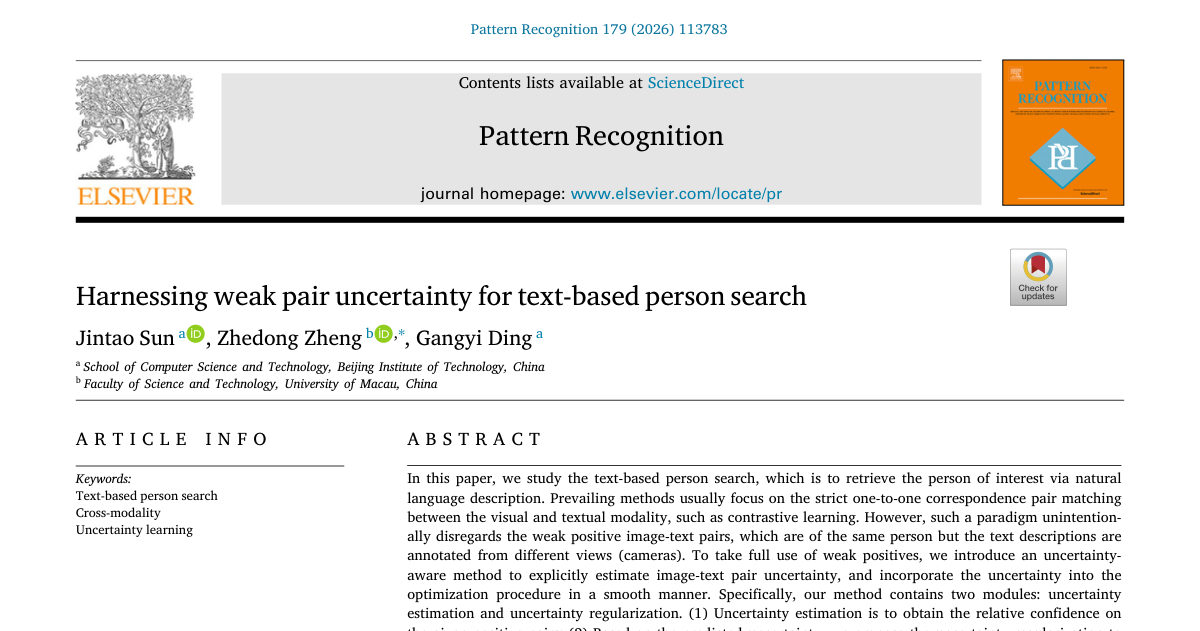 Pattern Recognition 179 (2026) 113783
Contents lists available at ScienceDirect
Pattern Recognition
journal homepage: www.elsevier.com/locate/pr
ELSEVIER
PATTERN
RECOGNITION
Check for
updates
Harnessing weak pair uncertainty for text-based person search
Jintao Sun a iD, Zhedong Zheng b iD,*, Gangyi Ding a
a School of Computer Science and Technology, Beijing Institute of Technology, China
b Faculty of Science and Technology, University of Macau, China
ARTICLE INFO
Keywords:
Text-based person search
Cross-modality
Uncertainty learning
ABSTRACT
In this paper, we study the text-based person search, which is to retrieve the person of interest via natural
language description. Prevailing methods usually focus on the strict one-to-one correspondence pair matching
between the visual and textual modality, such as contrastive learning. However, such a paradigm unintention-
ally disregards the weak positive image-text pairs, which are of the same person but the text descriptions are
annotated from different views (cameras). To take full use of weak positives, we introduce an uncertainty-
aware method to explicitly estimate image-text pair uncertainty, and incorporate the uncertainty into the
optimization procedure in a smooth manner. Specifically, our method contains two modules: uncertainty
estimation and uncertainty regularization. (1) Uncertainty estimation is to obtain the relative confidence on